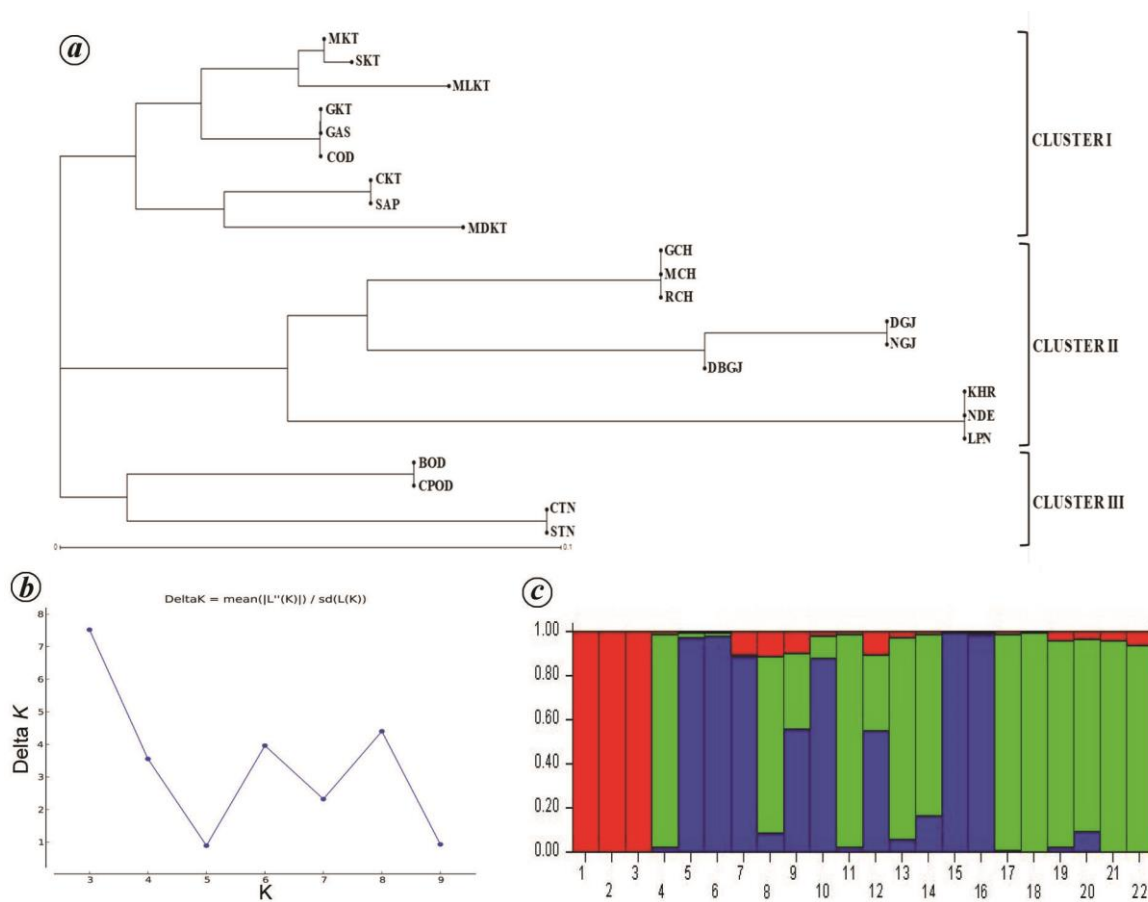 a
MKT
SKT
MLKT
GKT
GAS
COD
CKT
SAP
MDKT
CLUSTER I
GCH
MCH
RCH
DGJ
NGJ
DBGJ
KHR
NDE
LPN
CLUSTER II
BOD
CPOD
CTN
STN
CLUSTER III
0 0.1
b
DeltaK = mean(|L"(K)|) / sd(L(K))
8
7
6
5
4
3
2
1
Delta K
3 4 5 6 7 8 9
K
c
1.00
0.80
0.60
0.40
0.20
0.00
1 3 5 7 9 11 13 15 17 19 21
2 4 6 8 10 12 14 16 18 20 22